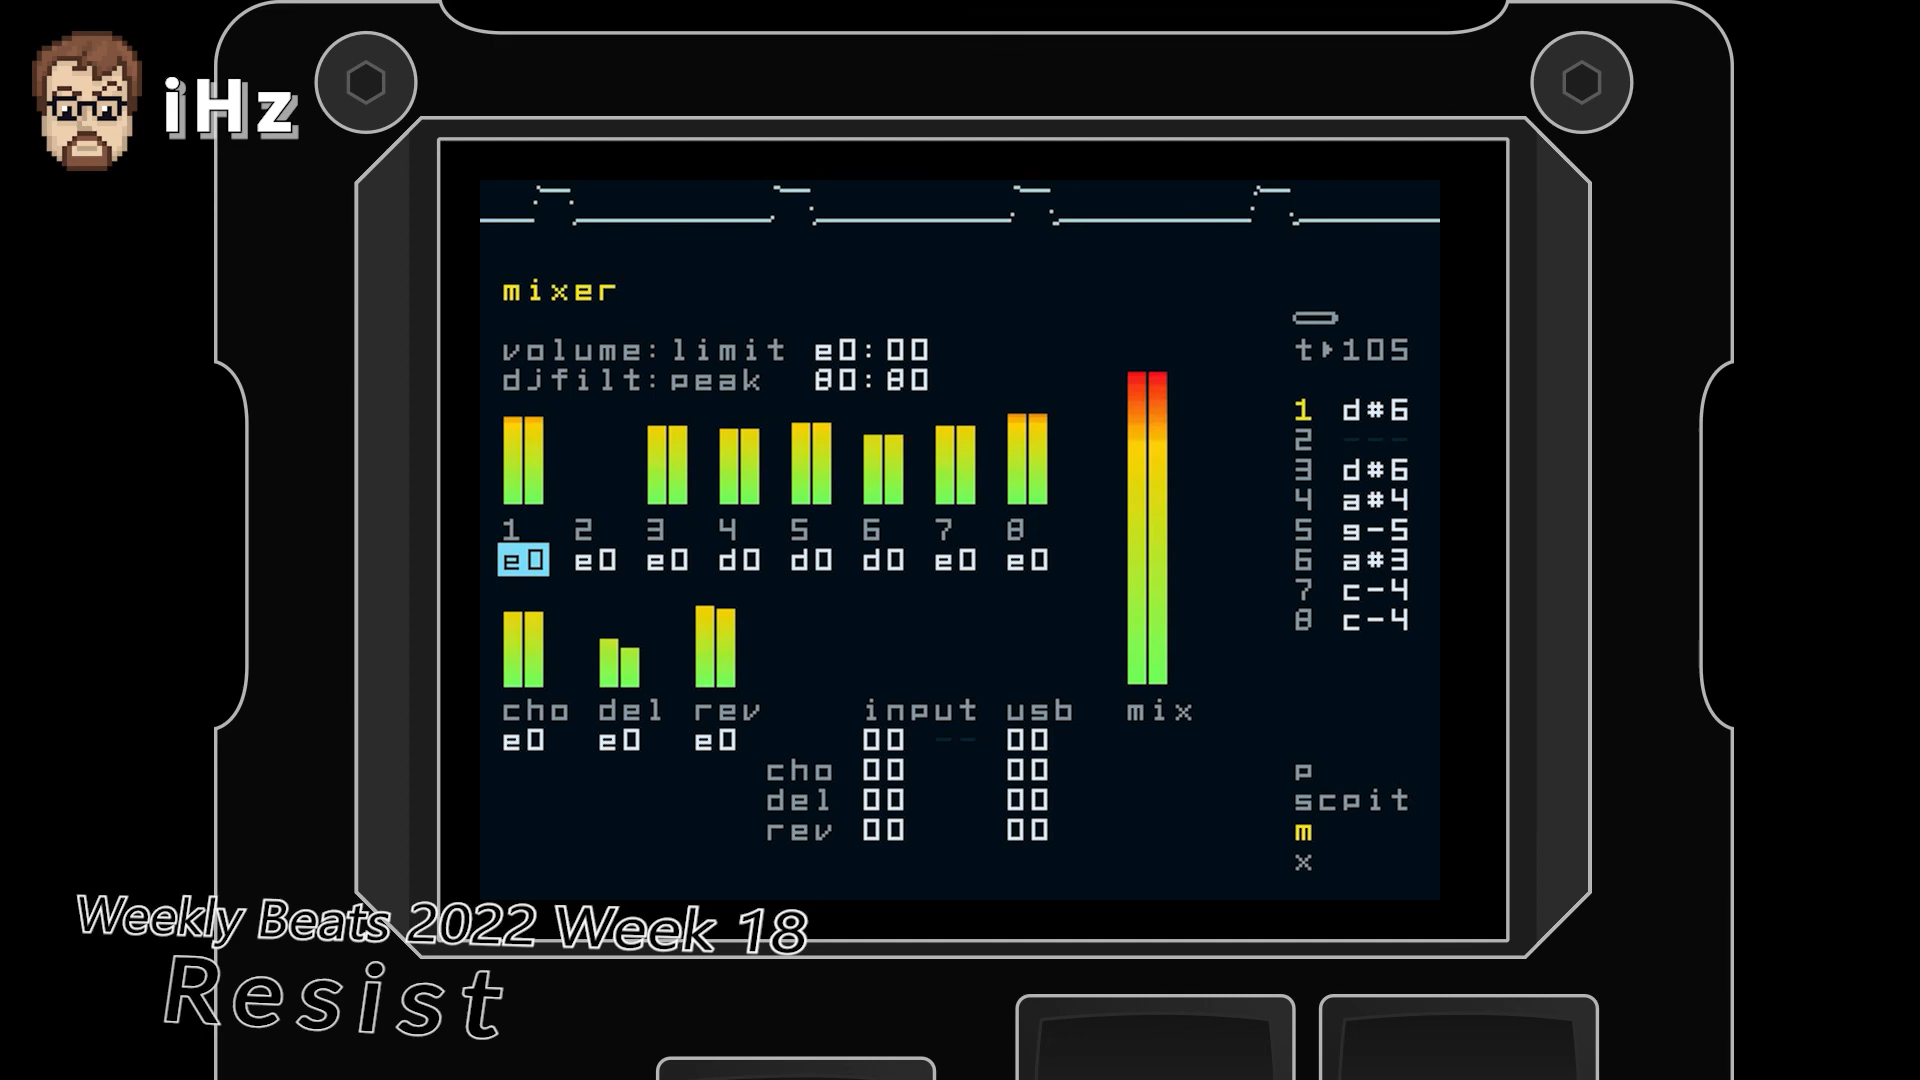 iHz
mixer
volume:limit e0:00
djfilt:peak 80:80
t▸105
1 d#6
2 ---
3 d#6
4 a#4
5 g-5
6 a#3
7 c-4
8 c-4
1 2 3 4 5 6 7 8
e0 e0 e0 d0 d0 d0 e0 e0
cho del rev input usb mix
e0 e0 e0 00 -- 00
cho 00 00
del 00 00
rev 00 00
p
scpit
m
x
Weekly Beats 2022 Week 18
Resist